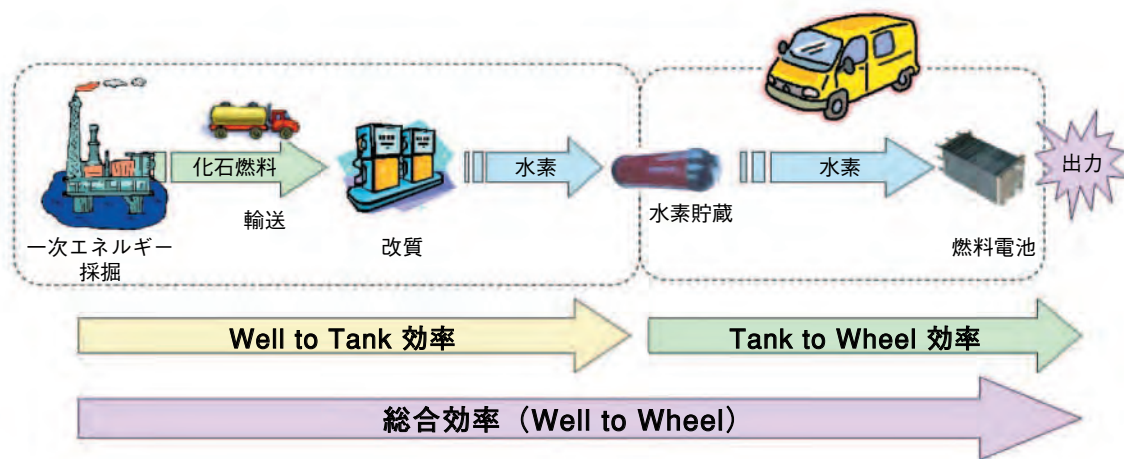 化石燃料
水素
水素
出力
輸送
水素貯蔵
一次エネルギー
採掘
改質
燃料電池
Well to Tank 効率
Tank to Wheel 効率
総合効率（Well to Wheel）